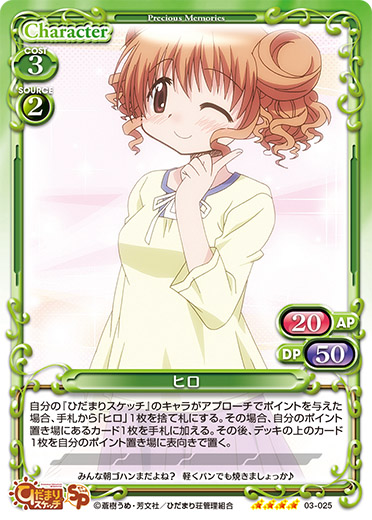 Precious Memories
Character
COST
3
SOURCE
2
20 AP
DP 50
ヒロ
自分の『ひだまりスケッチ』のキャラがアプローチでポイントを与えた
場合、手札から「ヒロ」1枚を捨て札にする。その場合、自分のポイント
置き場にあるカード1枚を手札に加える。その後、デッキの上のカード
1枚を自分のポイント置き場に表向きで置く。
みんな朝ゴハンまだよね? 軽くパンでも焼きましょっか♪
ひだまりスケッチ SP
©蒼樹うめ・芳文社/ひだまり荘管理組合
★★★★ 03-025